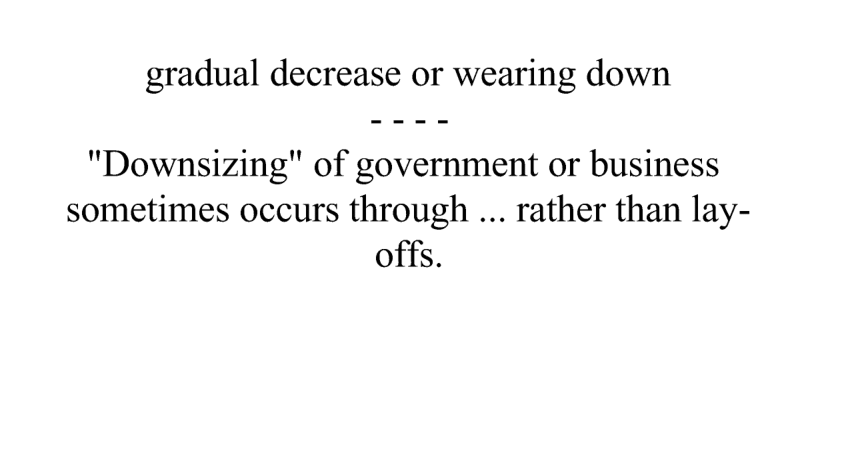 gradual decrease or wearing down
- - - -
"Downsizing" of government or business
sometimes occurs through ... rather than lay-
offs.